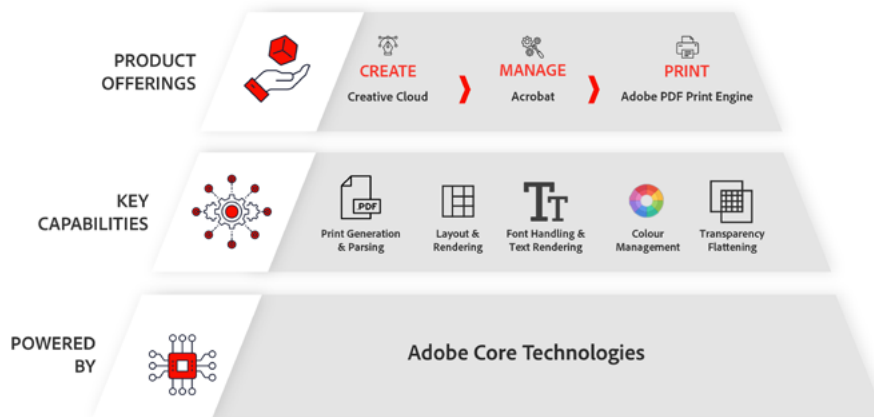 PRODUCT
OFFERINGS
CREATE
Creative Cloud
MANAGE
Acrobat
PRINT
Adobe PDF Print Engine
KEY
CAPABILITIES
PDF
Print Generation
& Parsing
Layout &
Rendering
TT
Font Handling &
Text Rendering
Colour
Management
Transparency
Flattening
POWERED
BY
Adobe Core Technologies